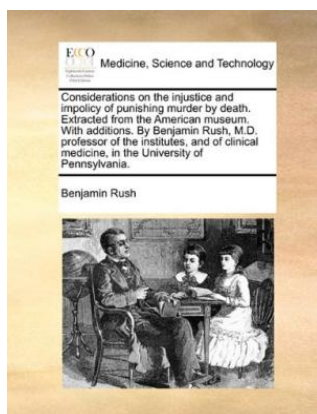 ECCO
Medicine, Science and Technology
Considerations on the injustice and
impolicy of punishing murder by death.
Extracted from the American museum.
With additions. By Benjamin Rush, M.D.
professor of the institutes, and of clinical
medicine, in the University of
Pennsylvania.
Benjamin Rush